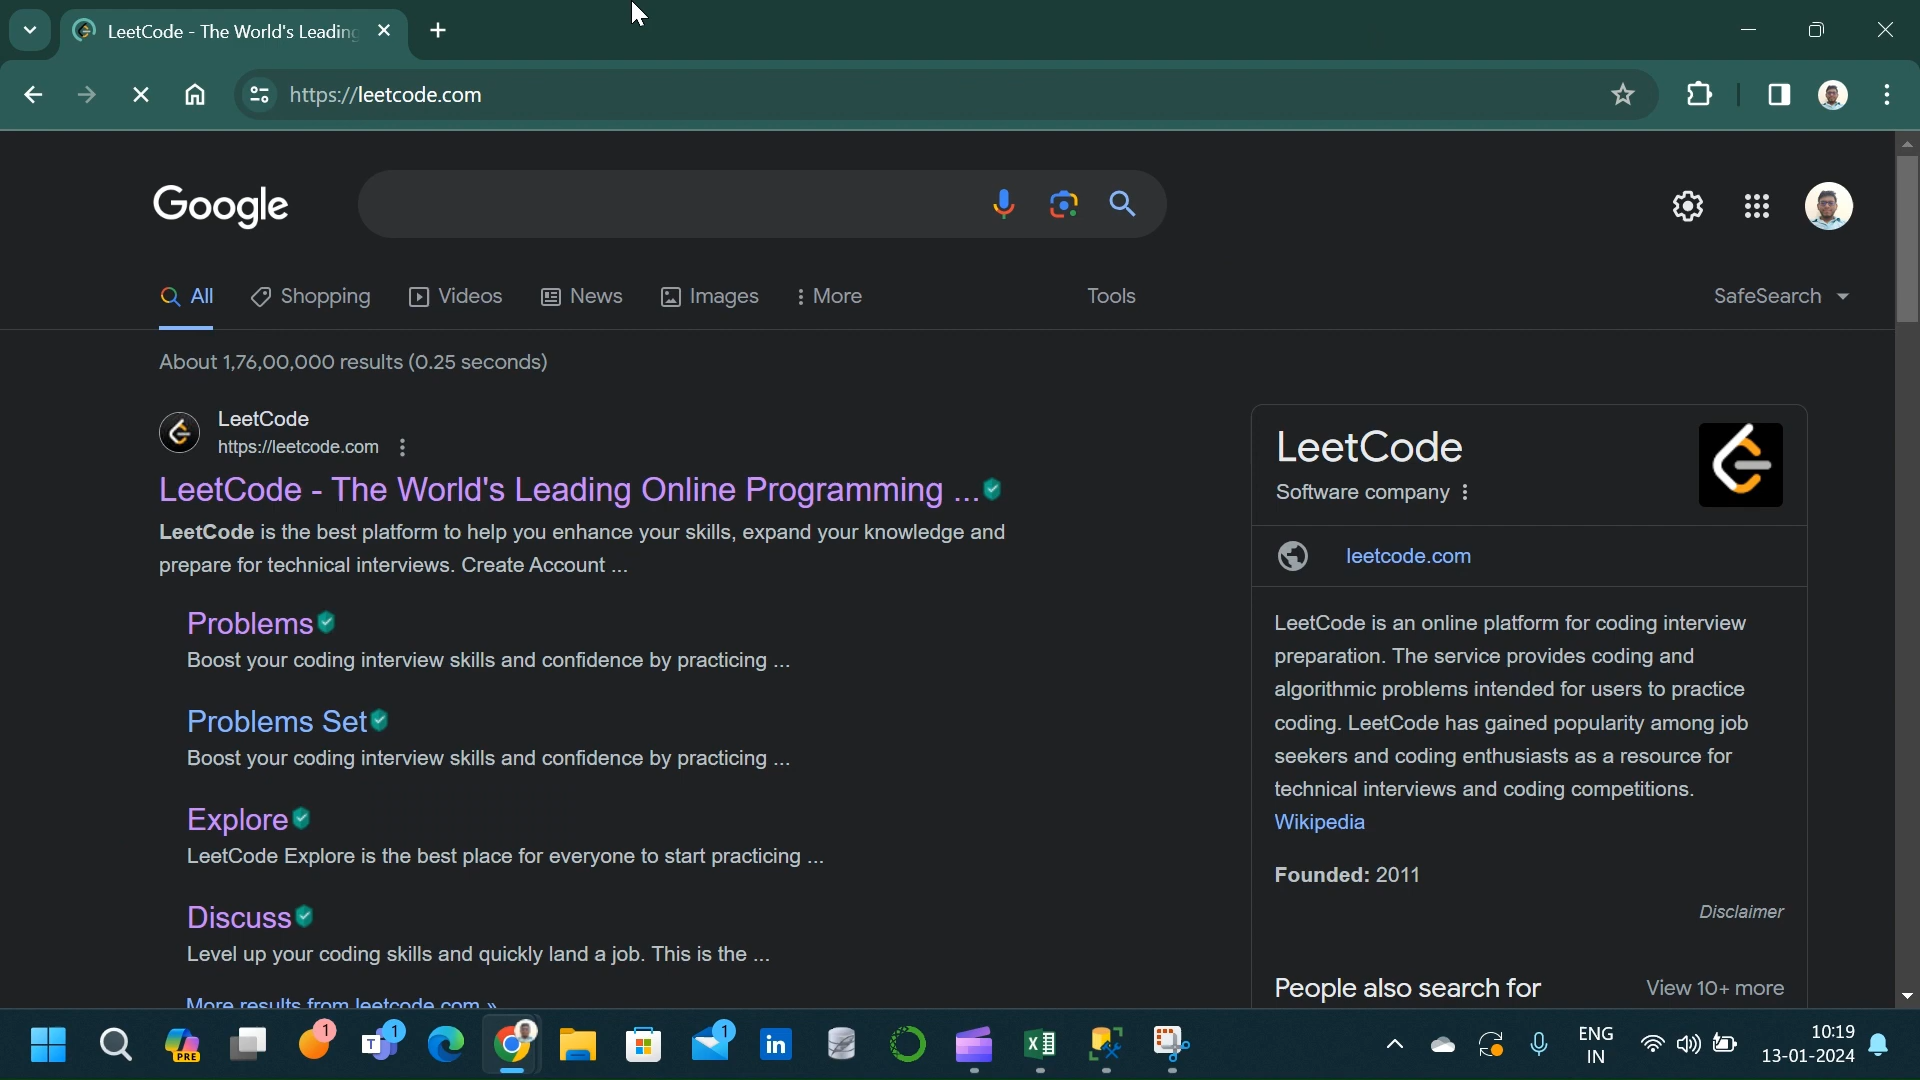 LeetCode - The World's Leading
https://leetcode.com
Google
All
Shopping
Videos
News
Images
More
Tools
SafeSearch
About 1,76,00,000 results (0.25 seconds)
LeetCode
https://leetcode.com
LeetCode - The World's Leading Online Programming ...
LeetCode is the best platform to help you enhance your skills, expand your knowledge and
prepare for technical interviews. Create Account ...
Problems
Boost your coding interview skills and confidence by practicing ...
Problems Set
Boost your coding interview skills and confidence by practicing ...
Explore
LeetCode Explore is the best place for everyone to start practicing ...
Discuss
Level up your coding skills and quickly land a job. This is the ...
More results from leetcode.com »
LeetCode
Software company
leetcode.com
LeetCode is an online platform for coding interview
preparation. The service provides coding and
algorithmic problems intended for users to practice
coding. LeetCode has gained popularity among job
seekers and coding enthusiasts as a resource for
technical interviews and coding competitions.
Wikipedia
Founded: 2011
Disclaimer
People also search for
View 10+ more
PRE
1
T
1
1
in
X
ENG
IN
10:19
13-01-2024